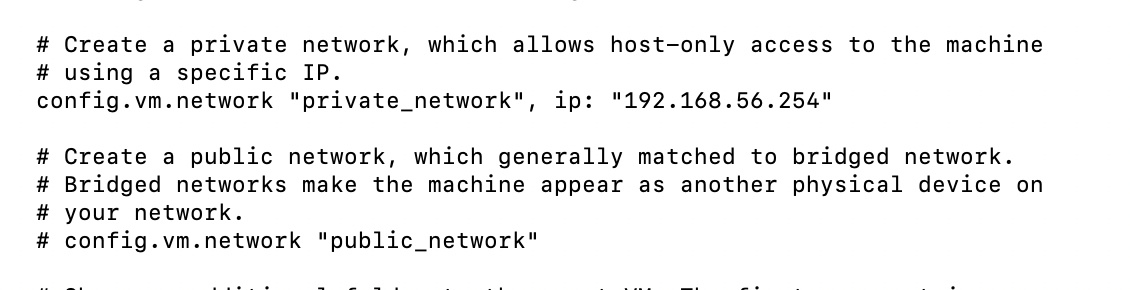 # Create a private network, which allows host-only access to the machine
# using a specific IP.
config.vm.network "private_network", ip: "192.168.56.254"
# Create a public network, which generally matched to bridged network.
# Bridged networks make the machine appear as another physical device on
# your network.
# config.vm.network "public_network"